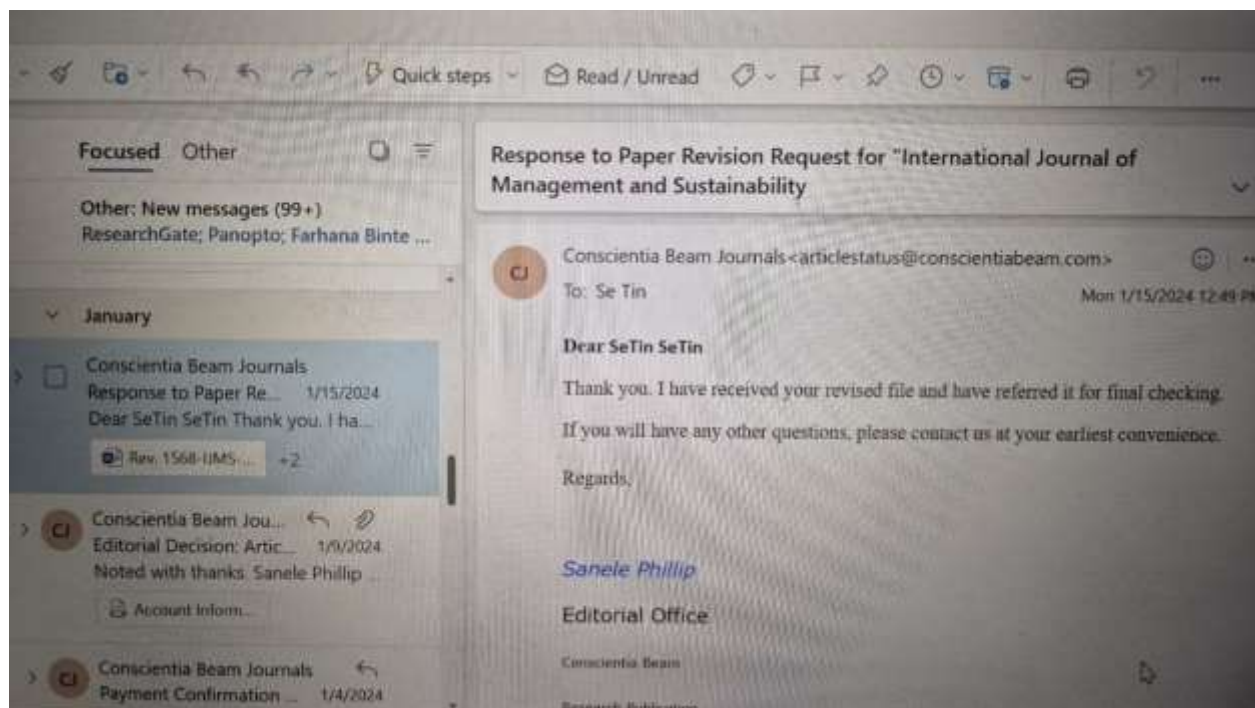 Quick steps
Read / Unread
Focused Other
Other: New messages (99+)
ResearchGate; Panopto; Farhana Binte ...
January
Conscientia Beam Journals
Response to Paper Re... 1/15/2024
Dear SeTin SeTin Thank you. I ha...
Rev. 1568-IJMS-... +2
CJ
Conscientia Beam Jou...
Editorial Decision: Artic... 1/9/2024
Noted with thanks Sanele Phillip ...
Account Inform...
CJ
Conscientia Beam Journals
Payment Confirmation ... 1/4/2024
Response to Paper Revision Request for "International Journal of
Management and Sustainability
CJ
Conscientia Beam Journals<articlestatus@conscientiabeam.com>
To: Se Tin
Mon 1/15/2024 12:49 PM
Dear SeTin SeTin
Thank you. I have received your revised file and have referred it for final checking.
If you will have any other questions, please contact us at your earliest convenience.
Regards,
Sanele Phillip
Editorial Office
Conscientia Beam
Research Publication